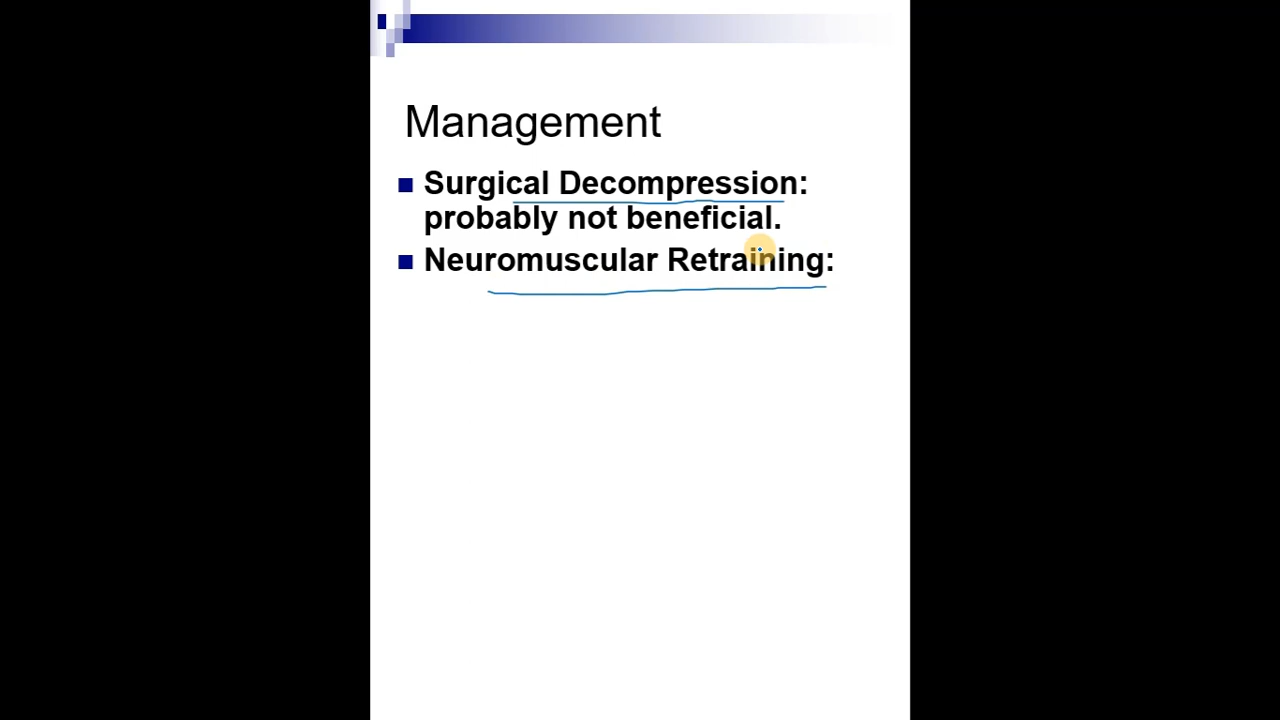 Management
Surgical Decompression:
probably not beneficial.
Neuromuscular Retraining: